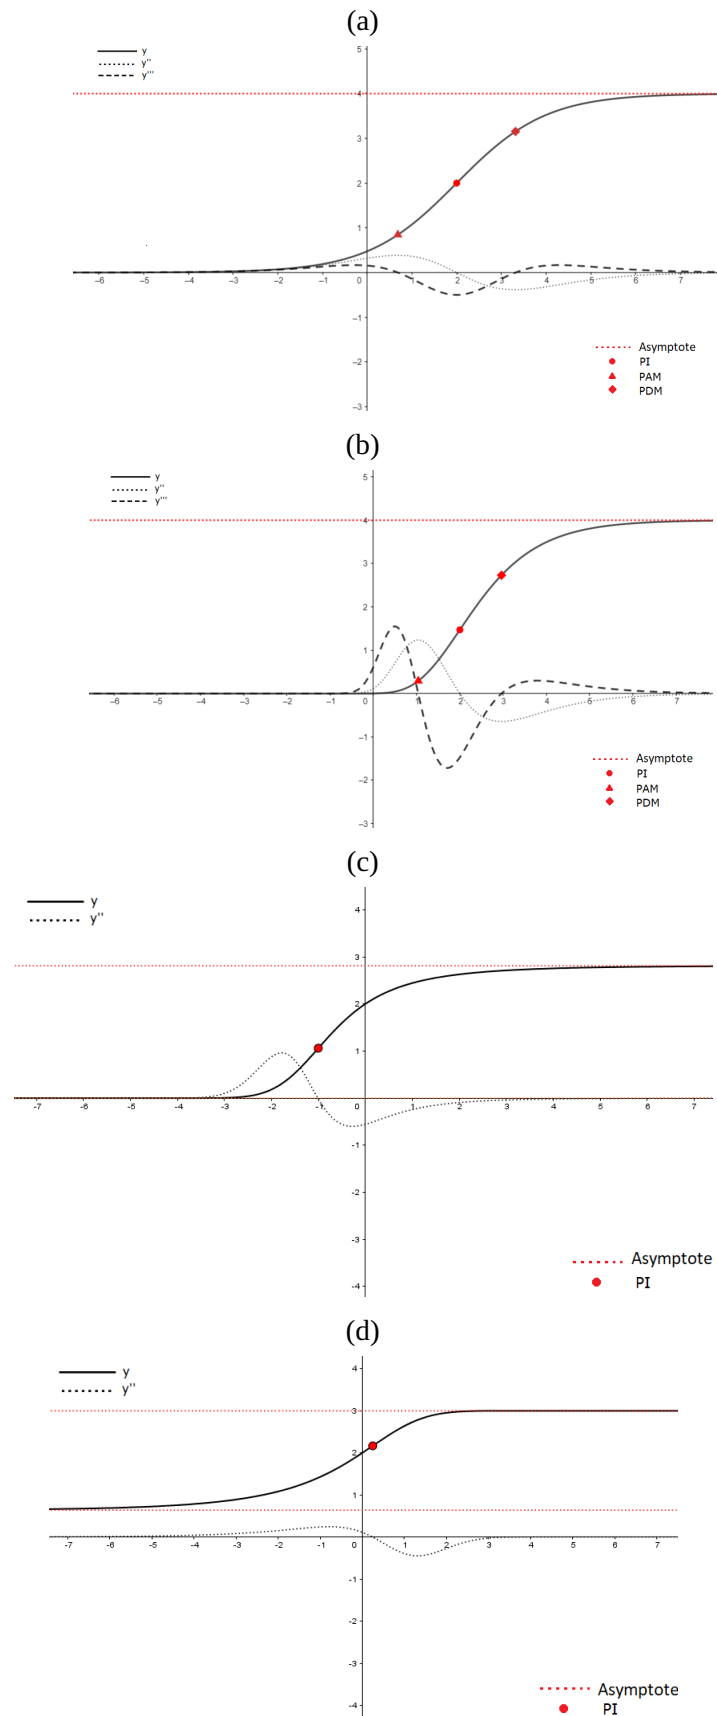 (a)
y
y''
y'''
5
4
3
2
1
–6 –5 –4 –3 –2 –1 0 1 2 3 4 5 6 7
–1
–2
–3
Asymptote
PI
PAM
PDM
(b)
y
y''
y'''
5
4
3
2
1
–6 –5 –4 –3 –2 –1 0 1 2 3 4 5 6 7
–1
–2
–3
Asymptote
PI
PAM
PDM
(c)
y
y''
4
3
2
1
-7 -6 -5 -4 -3 -2 -1 0 1 2 3 4 5 6 7
-1
-2
-3
-4
Asymptote
PI
(d)
y
y''
4
3
2
1
-7 -6 -5 -4 -3 -2 -1 0 1 2 3 4 5 6 7
-1
-2
-3
-4
Asymptote
PI